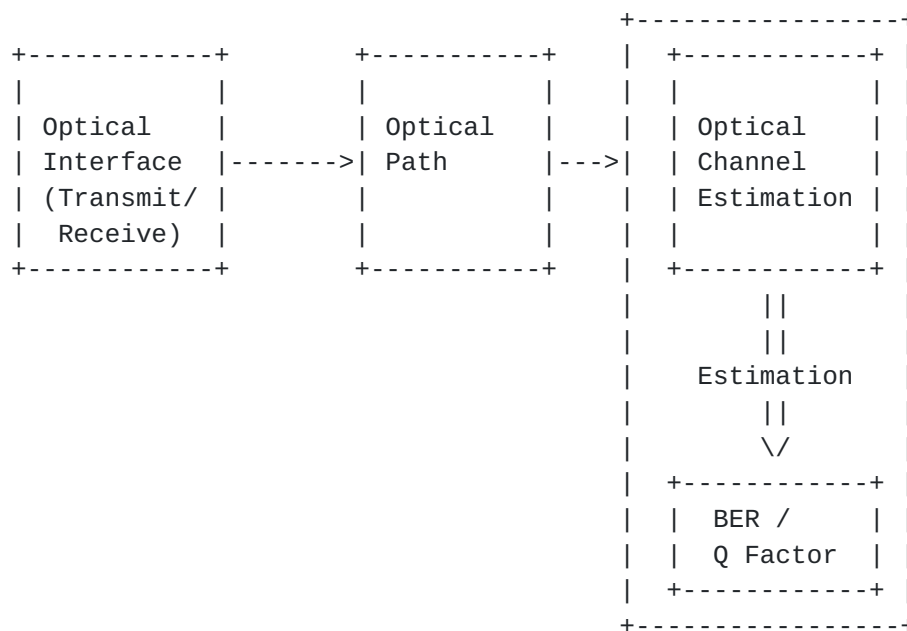 Optical
Interface
(Transmit/
Receive)
Optical
Path
Optical
Channel
Estimation
Estimation
BER /
Q Factor